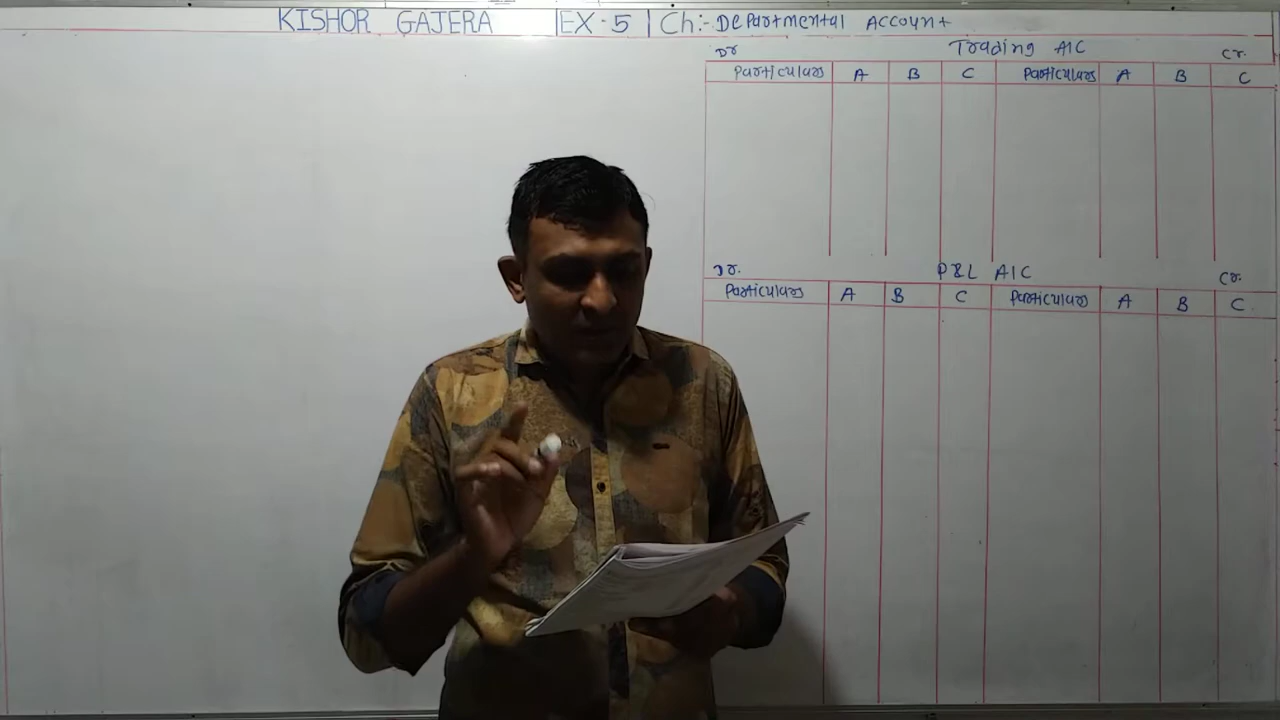 KISHOR GAJERA EX-5 Ch:- Departmental Account
Dr Trading A/C Cr.
Particulars A B C Particulars A B C
Dr. P&L A/C Cr.
Particulars A B C Particulars A B C